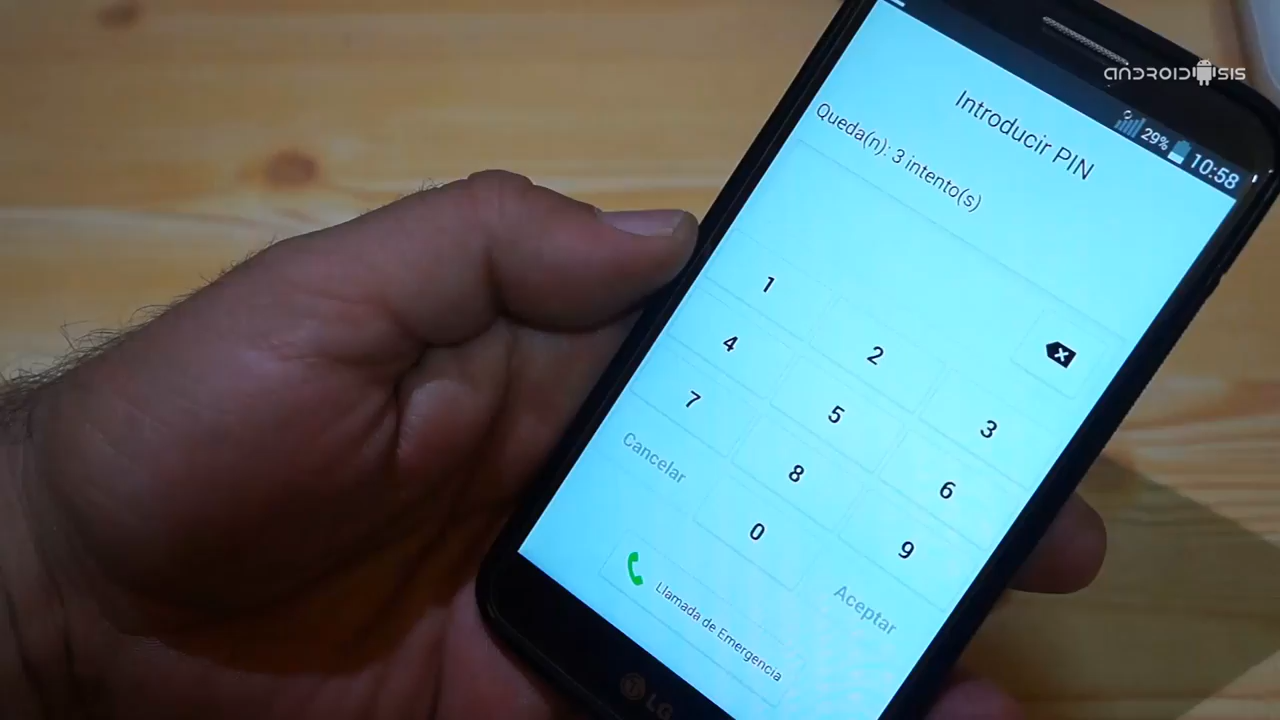 ANDROIDSIS
29% 10:58
Introducir PIN
Queda(n): 3 intento(s)
1 2 3
4 5 6
7 8 9
Cancelar 0 Aceptar
Llamada de Emergencia
LG